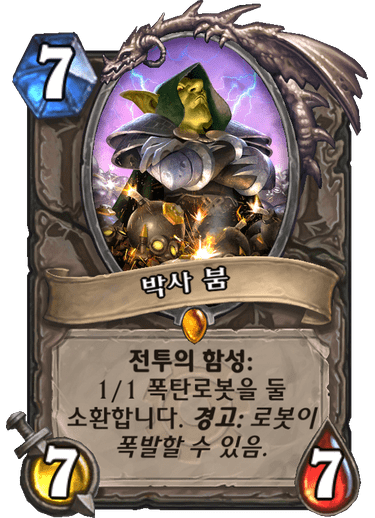 7
박사 붐
전투의 함성:
1/1 폭탄로봇을 둘
소환합니다. 경고: 로봇이
폭발할 수 있음.
7
7